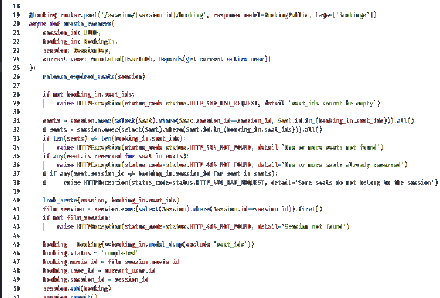 18
19 @booking_router.post('/sessions/{session_id}/booking', response_model=BookingPublic, tags=['Bookings'])
20 async def create_booking(
21 session_id: UUID,
22 booking_in: BookingIn,
23 session: SessionDep,
24 current_user:
25 ):
26 release_expired_seats(session)
27
28 if not booking_in.seat_ids:
29 raise HTTPException(status_code=status.HTTP_400_BAD_REQUEST, detail='seat_ids cannot be empty')
30
31 seats = session.exec(select(Seat).where(Seat.session_id==session_id, Seat.id.in_(booking_in.seat_ids))).all()
32 seats = session.exec(select(Seat).where(Seat.id.in_(booking_in.seat_ids))).all()
33 if len(seats) != len(booking_in.seat_ids):
34 raise HTTPException(status_code=status.HTTP_404_NOT_FOUND, detail='One or more seats not found')
35 if any(seat.is_reserved for seat in seats):
36 raise HTTPException(status_code=status.HTTP_404_NOT_FOUND, detail='One or more seats already reserved')
37 if any(seat.session_id != booking_in.session_id for seat in seats):
38 raise HTTPException(status_code=status.HTTP_400_BAD_REQUEST, detail='Some seats do not belong to the session')
39
40 (session, booking_in.seat_ids)
41 film_session = session.exec(select(Session).where(Session.id==session_id)).first()
42 if not film_session:
43 raise HTTPException(status_code=status.HTTP_404_NOT_FOUND, detail='Session not found')
44
45 booking = Booking(**booking_in.model_dump(exclude='seat_ids'))
46 booking.status = 'completed'
47 booking.movie_id = film_session.movie_id
48 booking.user_id = current_user.id
49 booking.session_id = session_id
50 session.add(booking)